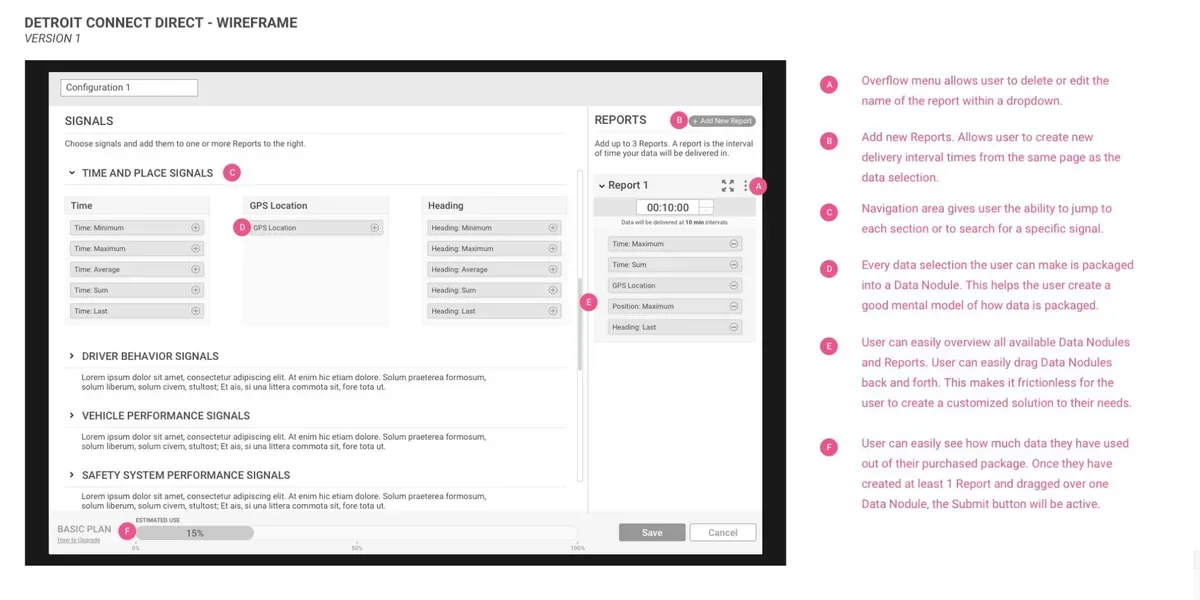 DETROIT CONNECT DIRECT - WIREFRAME
VERSION 1
Configuration 1
SIGNALS
Choose signals and add them to one or more Reports to the right.
TIME AND PLACE SIGNALS
C
Time
Time: Minimum
Time: Maximum
Time: Average
Time: Sum
Time: Last
GPS Location
D
GPS Location
Heading
Heading: Minimum
Heading: Maximum
Heading: Average
Heading: Sum
Heading: Last
DRIVER BEHAVIOR SIGNALS
Lorem ipsum dolor sit amet, consectetur adipiscing elit. At enim hic etiam dolore. Solum praeterea formosum,
solum liberum, solum civem, stultost; Et ais, si una littera commota sit, fore tota ut.
VEHICLE PERFORMANCE SIGNALS
Lorem ipsum dolor sit amet, consectetur adipiscing elit. At enim hic etiam dolore. Solum praeterea formosum,
solum liberum, solum civem, stultost; Et ais, si una littera commota sit, fore tota ut.
SAFETY SYSTEM PERFORMANCE SIGNALS
Lorem ipsum dolor sit amet, consectetur adipiscing elit. At enim hic etiam dolore. Solum praeterea formosum,
solum liberum, solum civem, stultost; Et ais, si una littera commota sit, fore tota ut.
REPORTS
B
+ Add New Report
Add up to 3 Reports. A report is the interval
of time your data will be delivered in.
Report 1
A
00:10:00
Data will be delivered at 10 min intervals
Time: Maximum
Time: Sum
GPS Location
E
Position: Maximum
Heading: Last
BASIC PLAN
How to Upgrade
F
ESTIMATED USE
15%
0%
50%
100%
Save
Cancel
A
Overflow menu allows user to delete or edit the
name of the report within a dropdown.
B
Add new Reports. Allows user to create new
delivery interval times from the same page as the
data selection.
C
Navigation area gives user the ability to jump to
each section or to search for a specific signal.
D
Every data selection the user can make is packaged
into a Data Node. This helps the user create a
good mental model of how data is packaged.
E
User can easily overview all available Data Nodules
and Reports. User can easily drag Data Nodules
back and forth. This makes it frictionless for the
user to create a customized solution to their needs.
F
User can easily see how much data they have used
out of their purchased package. Once they have
created at least 1 Report and dragged over one
Data Nodule, the Submit button will be active.